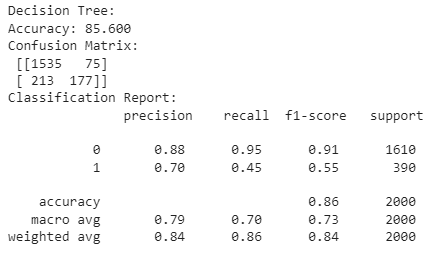 Decision Tree:
Accuracy: 85.600
Confusion Matrix:
[[1535 75]
[ 213 177]]
Classification Report:
precision recall f1-score support
0 0.88 0.95 0.91 1610
1 0.70 0.45 0.55 390
accuracy 0.86 2000
macro avg 0.79 0.70 0.73 2000
weighted avg 0.84 0.86 0.84 2000